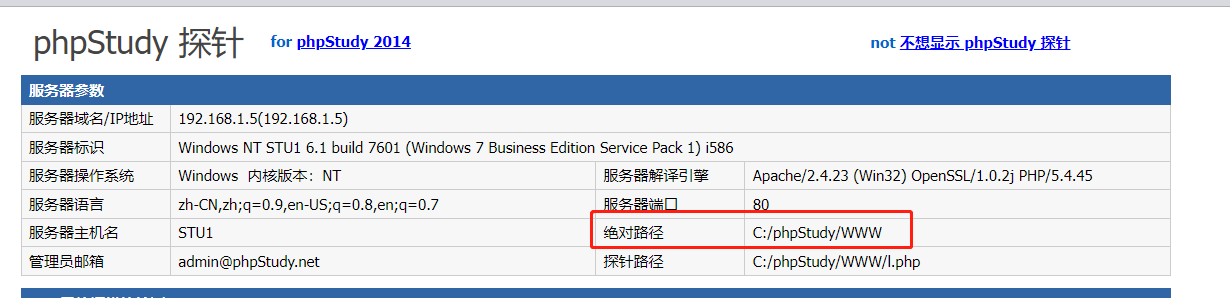 phpStudy 探针 for phpStudy 2014 not 不想显示 phpStudy 探针
服务器参数
服务器域名/IP地址 192.168.1.5(192.168.1.5)
服务器标识 Windows NT STU1 6.1 build 7601 (Windows 7 Business Edition Service Pack 1) i586
服务器操作系统 Windows 内核版本：NT 服务器解译引擎 Apache/2.4.23 (Win32) OpenSSL/1.0.2j PHP/5.4.45
服务器语言 zh-CN,zh;q=0.9,en-US;q=0.8,en;q=0.7 服务器端口 80
服务器主机名 STU1 绝对路径 C:/phpStudy/WWW
管理员邮箱 admin@phpStudy.net 探针路径 C:/phpStudy/WWW/l.php